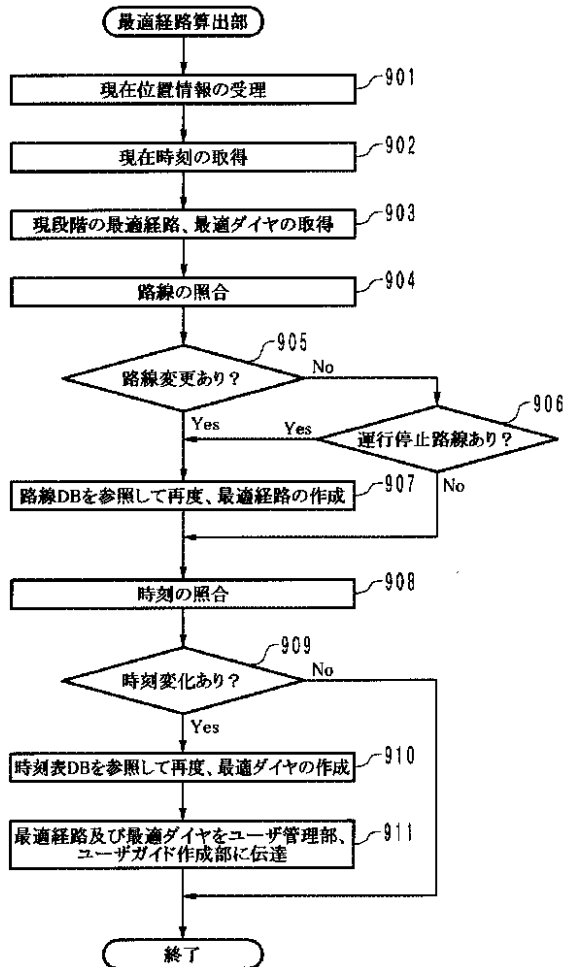 最適経路算出部
現在位置情報の受理
901
現在時刻の取得
902
現段階の最適経路、最適ダイヤの取得
903
路線の照合
904
905
路線変更あり？
No
906
Yes
Yes
運行停止路線あり？
No
路線DBを参照して再度、最適経路の作成
907
時刻の照合
908
909
時刻変化あり？
No
Yes
時刻表DBを参照して再度、最適ダイヤの作成
910
最適経路及び最適ダイヤをユーザ管理部、
ユーザガイド作成部に伝達
911
終了